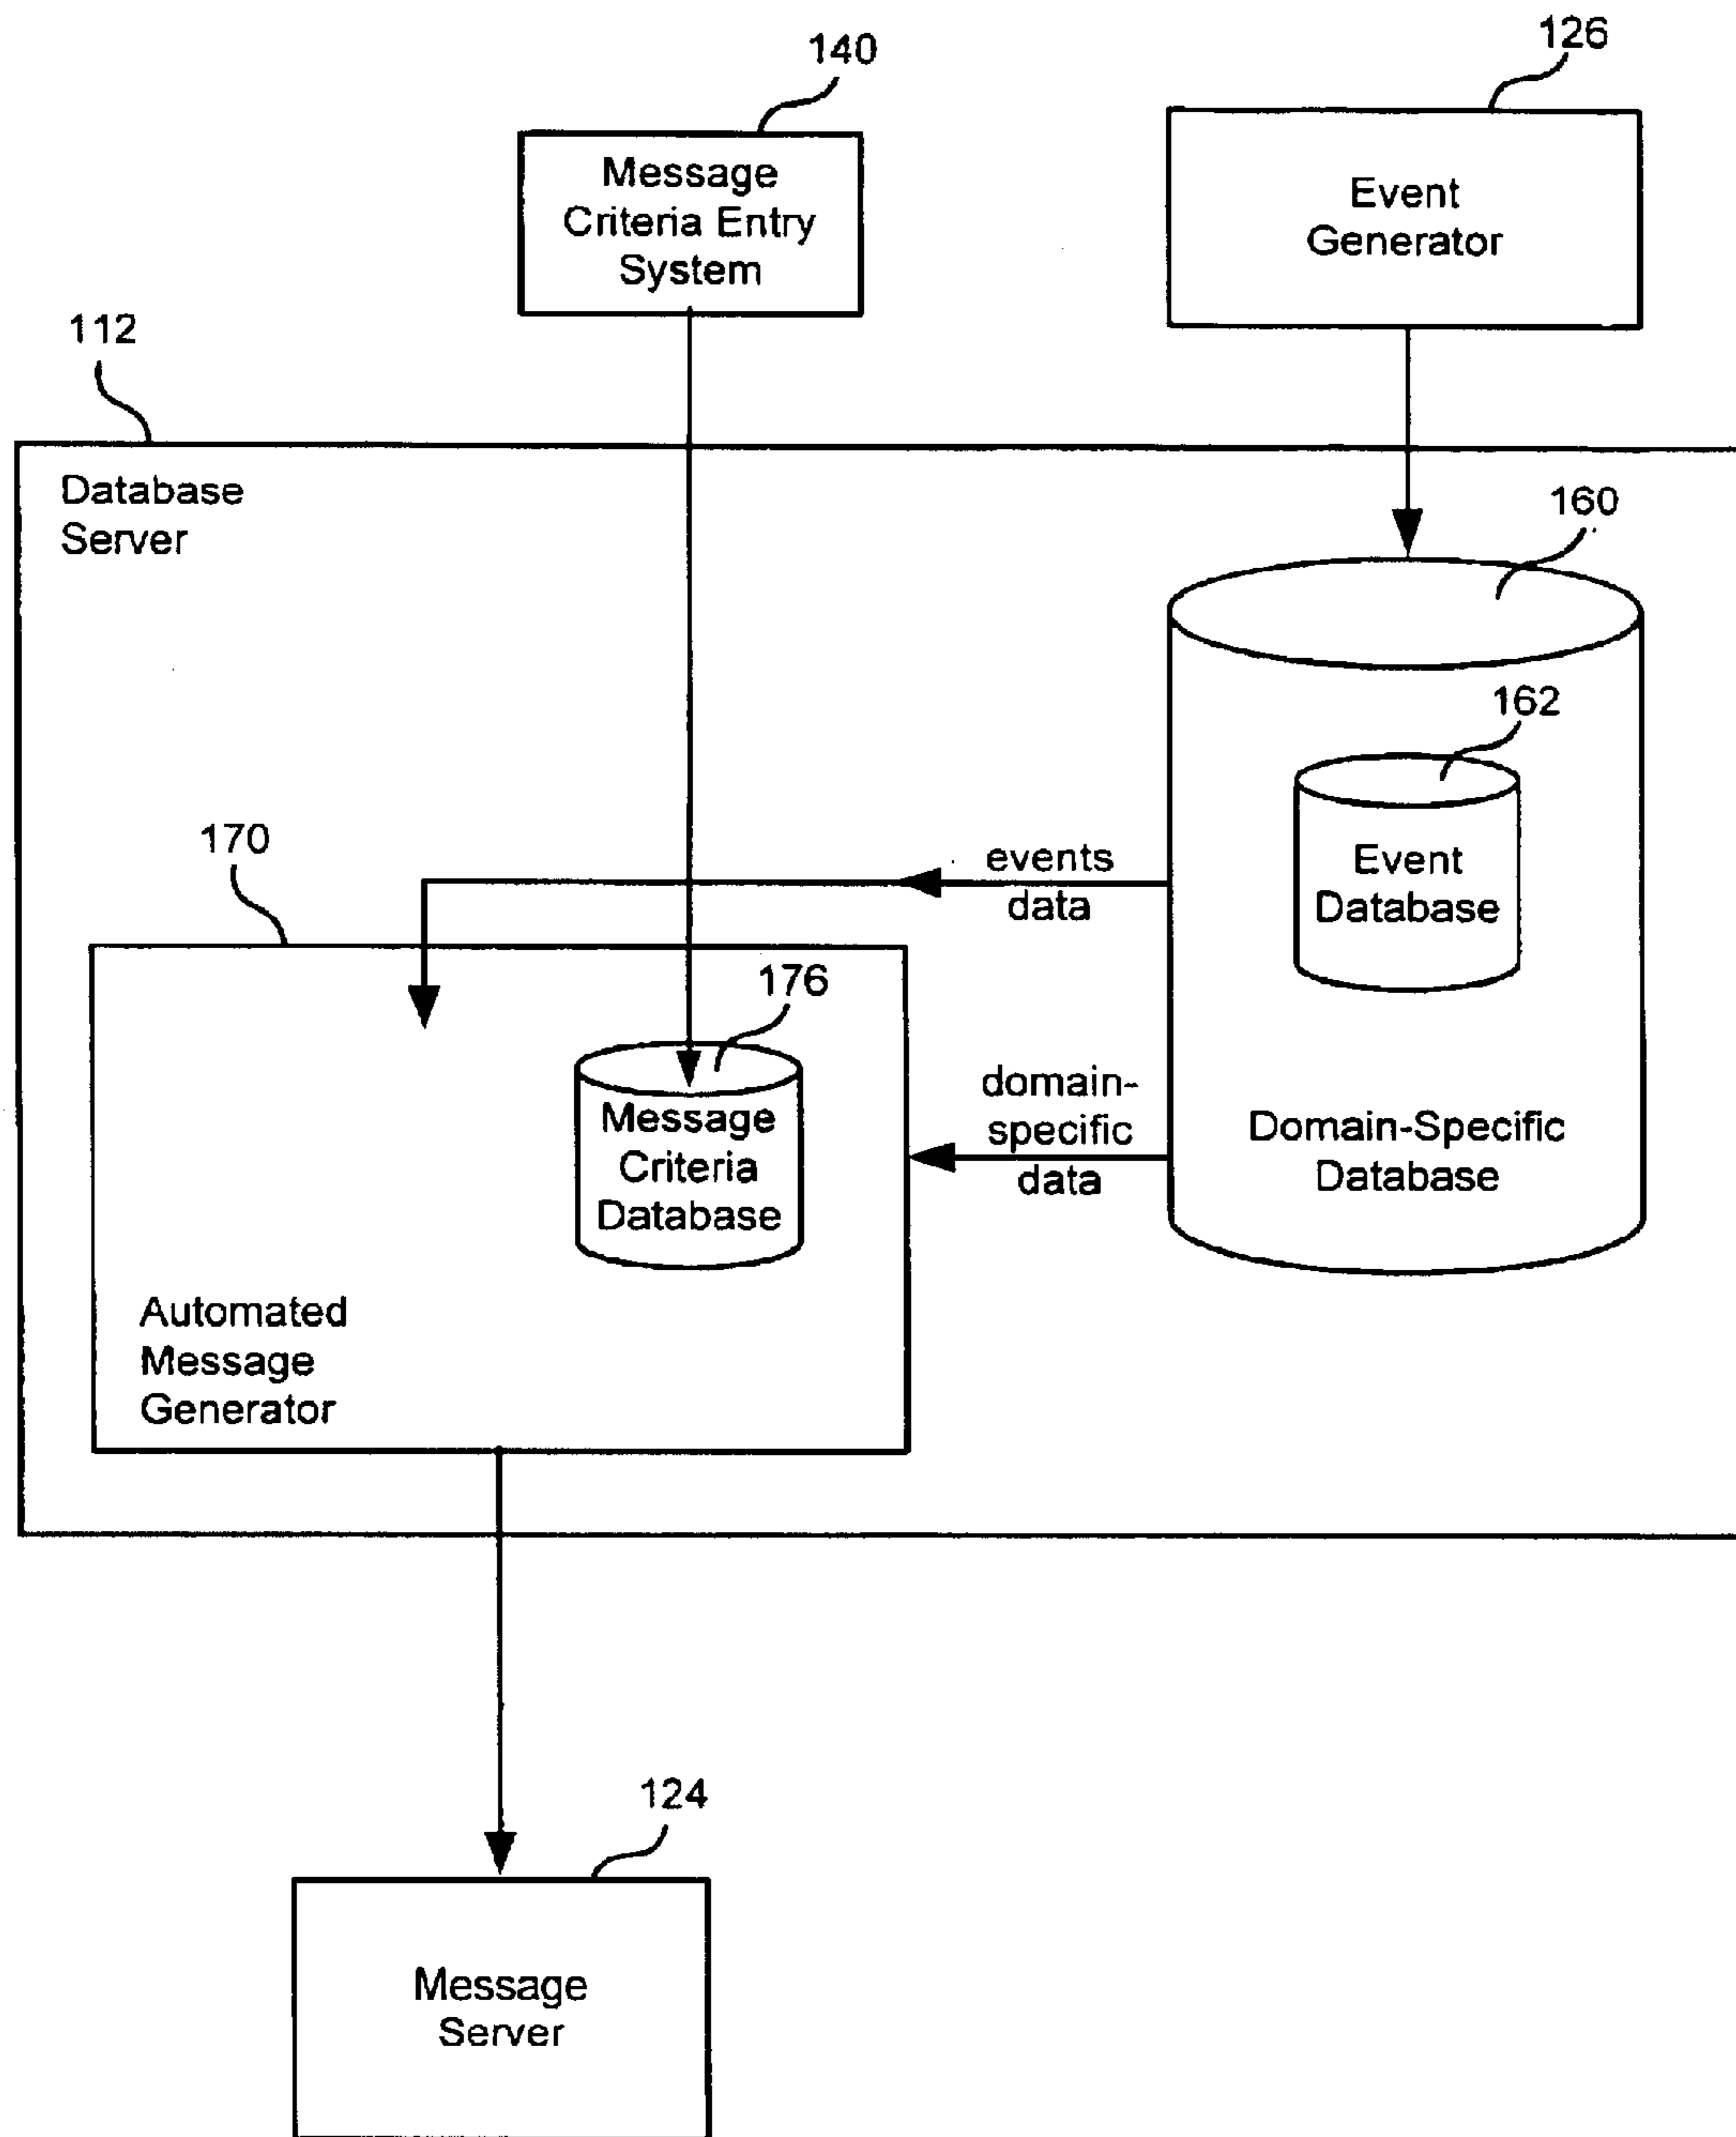 140
126
Message
Criteria Entry
System
Event
Generator
112
Database
Server
160
162
Event
Database
170
events
data
176
Message
Criteria
Database
domain-
specific
data
Domain-Specific
Database
Automated
Message
Generator
124
Message
Server